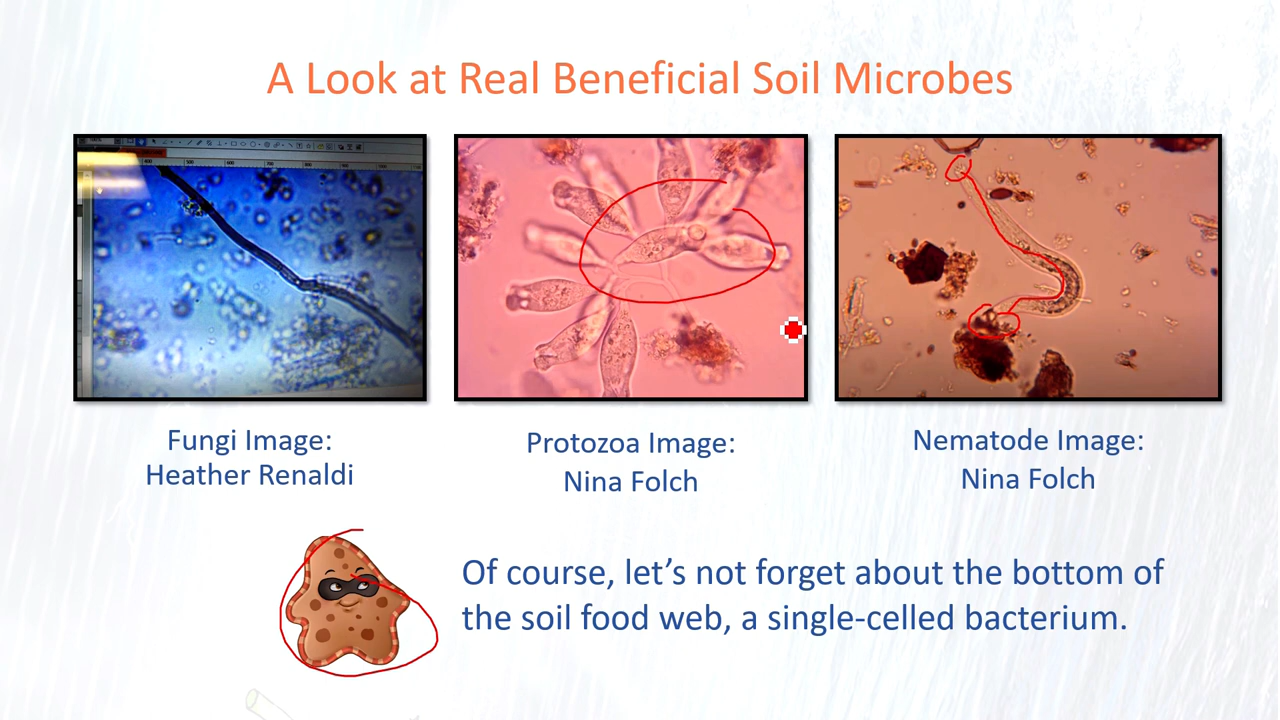 A Look at Real Beneficial Soil Microbes
Fungi Image:
Heather Renaldi
Protozoa Image:
Nina Folch
Nematode Image:
Nina Folch
Of course, let's not forget about the bottom of
the soil food web, a single-celled bacterium.